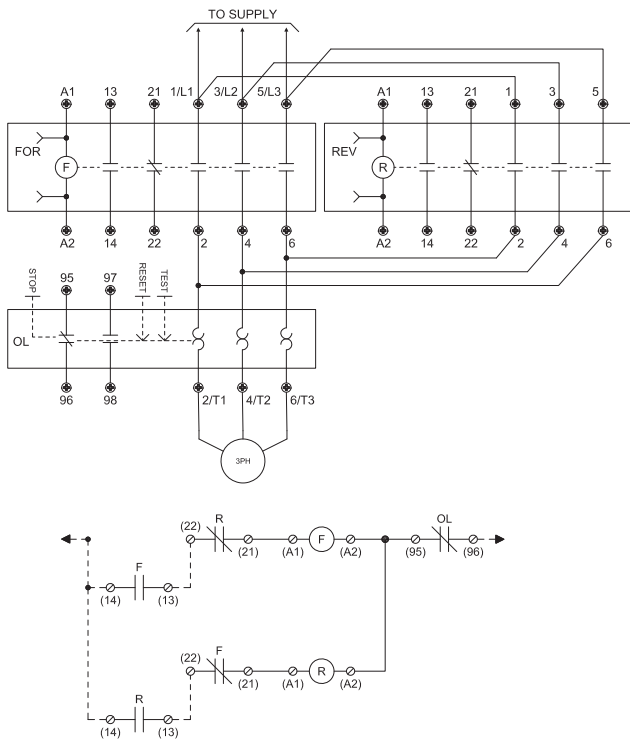 TO SUPPLY
A1 13 21 1/L1 3/L2 5/L3 A1 13 21 1 3 5
FOR REV
F R
A2 14 22 2 4 6 A2 14 22 2 4 6
STOP 95 97 RESET TEST
OL
96 98 2/T1 4/T2 6/T3
3PH
(22) R OL
F
(21) (A1) (A2) (95) (96)
F
(14) (13)
(22) F
R
(21) (A1) (A2)
R
(14) (13)